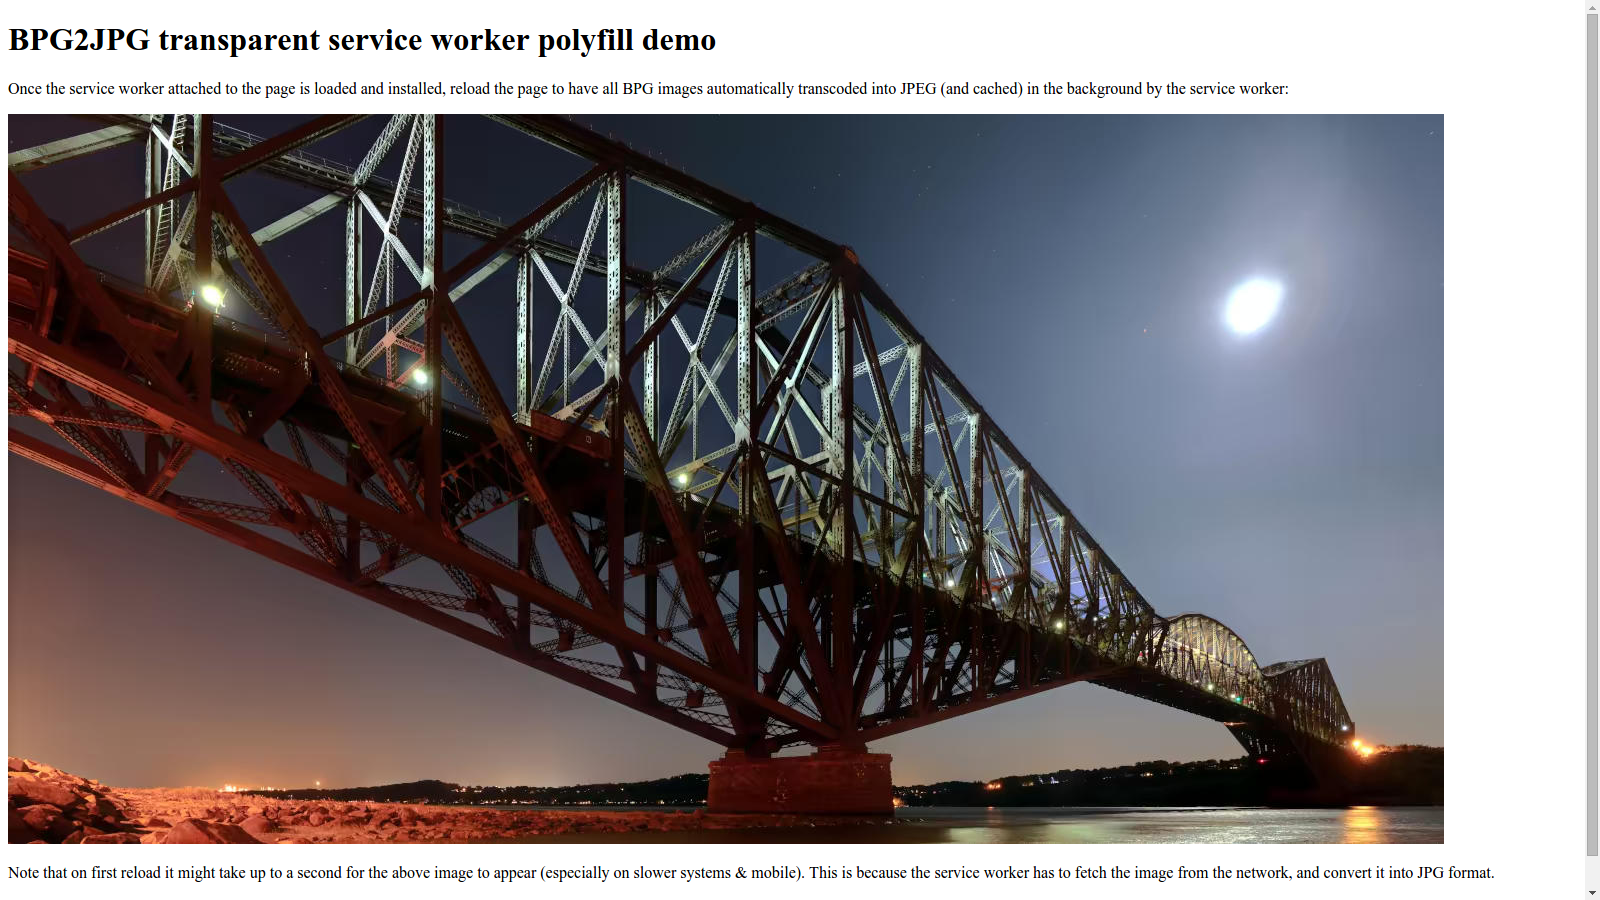 BPG2JPG transparent service worker polyfill demo
Once the service worker attached to the page is loaded and installed, reload the page to have all BPG images automatically transcoded into JPEG (and cached) in the background by the service worker:
Note that on first reload it might take up to a second for the above image to appear (especially on slower systems & mobile). This is because the service worker has to fetch the image from the network, and convert it into JPG format.